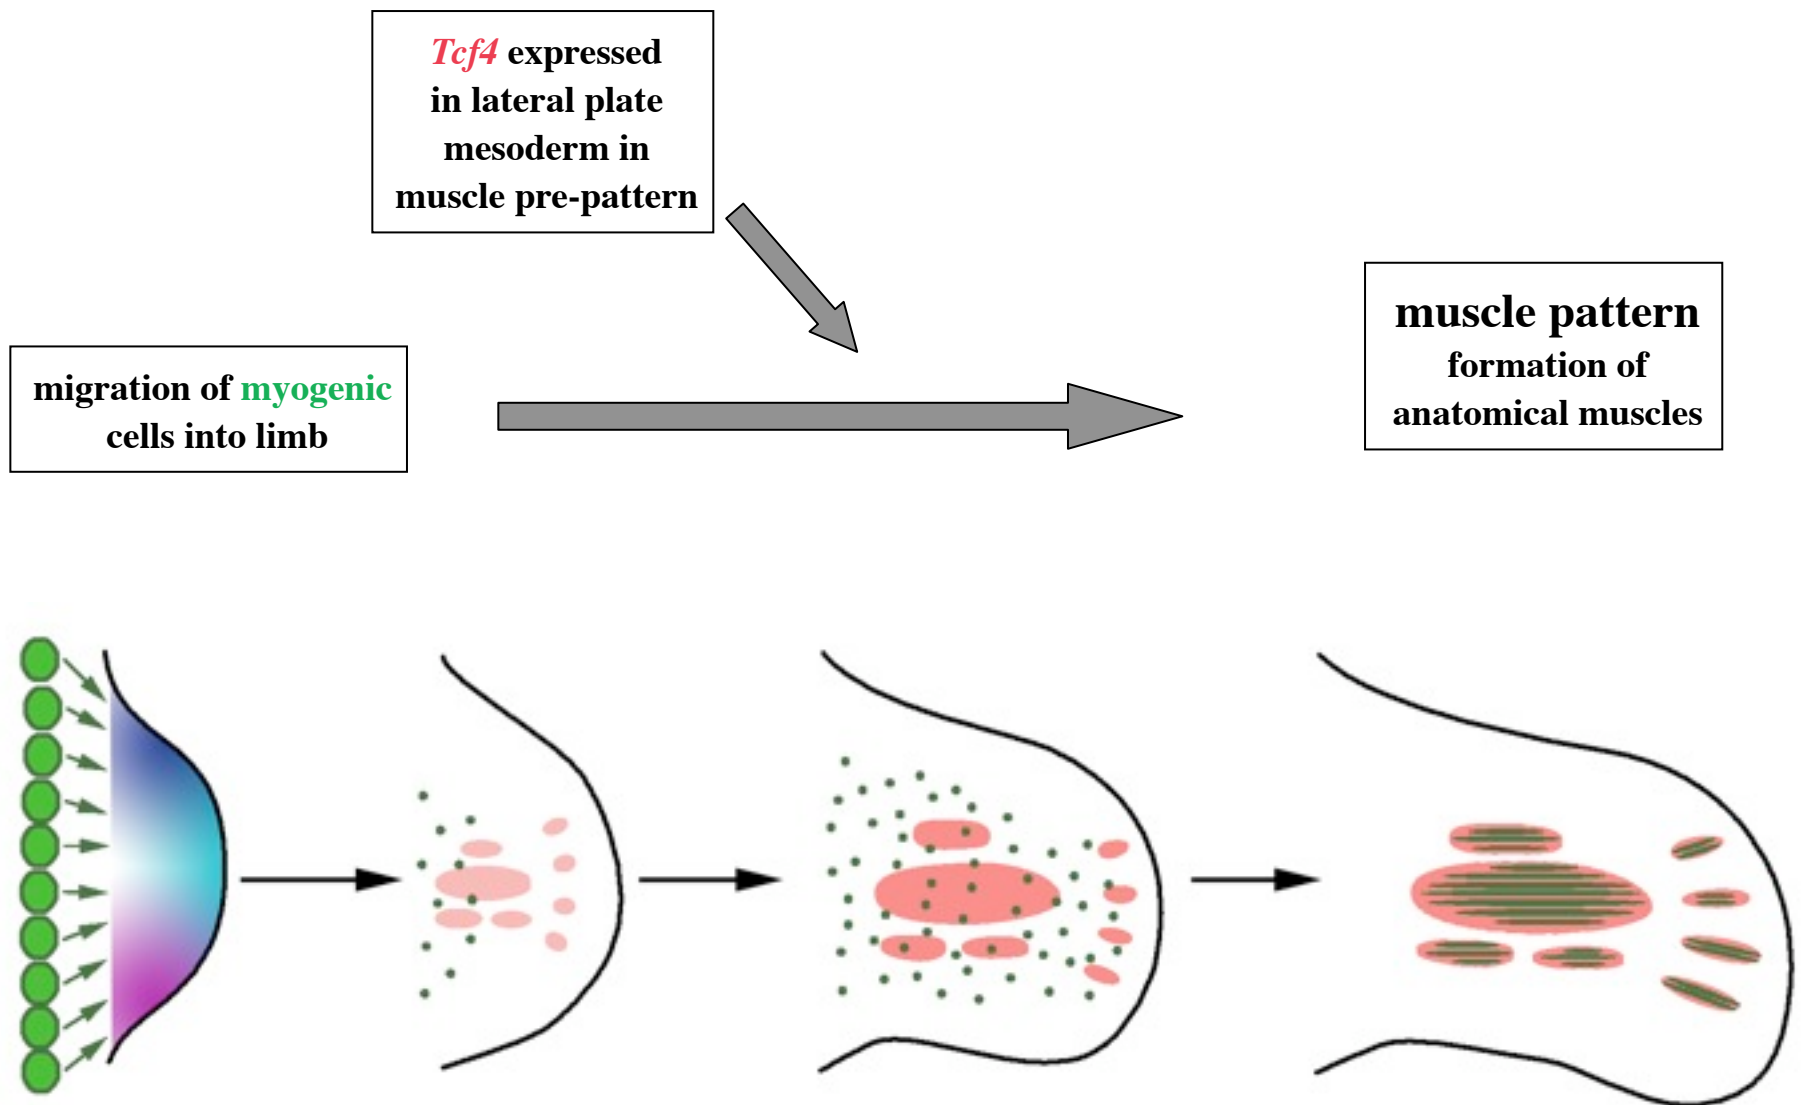 Tcf4 expressed
in lateral plate
mesoderm in
muscle pre-pattern
migration of myogenic
cells into limb
muscle pattern
formation of
anatomical muscles